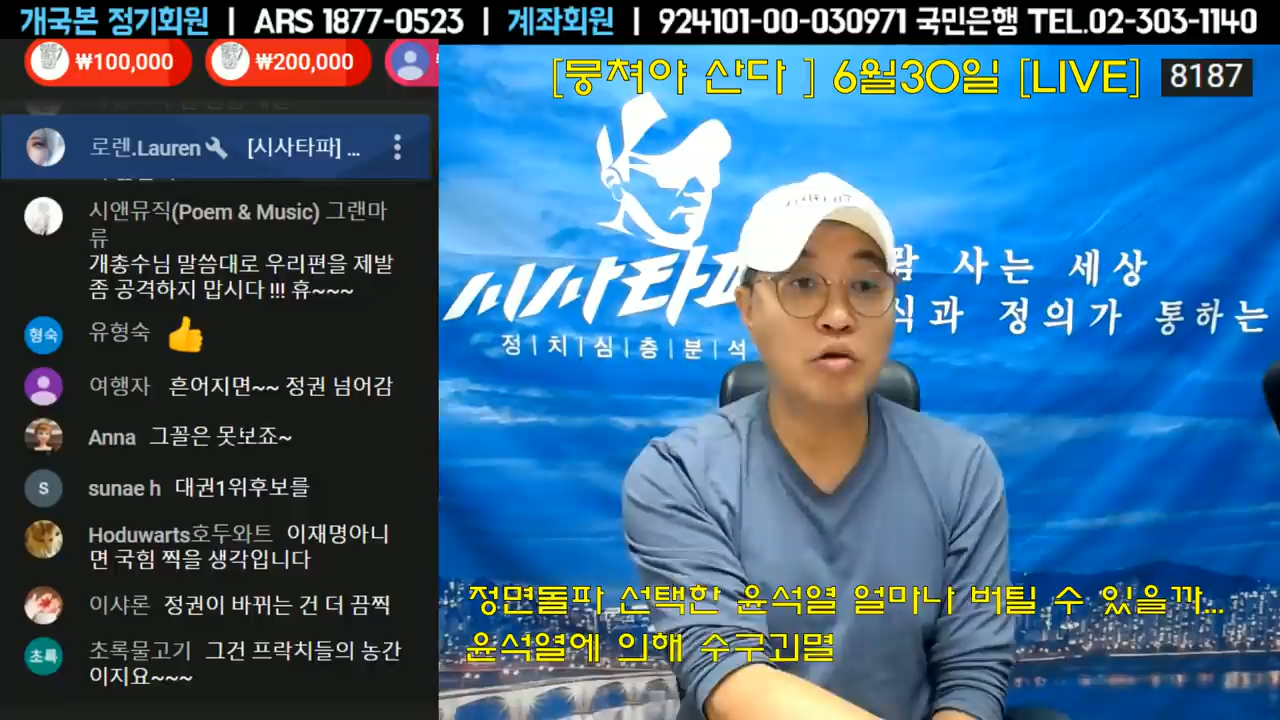 개국본 정기회원 | ARS 1877-0523 | 계좌회원 | 924101-00-030971 국민은행 TEL.02-303-1140
₩100,000
₩200,000
[뭉쳐야 산다 ] 6월30일 [LIVE]
8187
로렌.Lauren [시사타파] ...
시앤뮤직(Poem & Music) 그랜마
류
개총수님 말씀대로 우리편을 제발
좀 공격하지 맙시다 !!! 휴~~~
형숙 유형숙
여행자 흔어지면~~ 정권 넘어감
Anna 그꼴은 못보죠~
S sunae h 대권1위후보를
Hoduwarts호두와트 이재명아니
면 국힘 찍을 생각입니다
이샤론 정권이 바뀌는 건 더 끔찍
초록 초록물고기 그건 프락치들의 농간
이지요~~~
시사타파
정|치|심|층|분|석
람 사는 세상
식과 정의가 통하는
정면돌파 선택한 윤석열 얼마나 버틸 수 있을까...
윤석열에 의해 수구괴멸